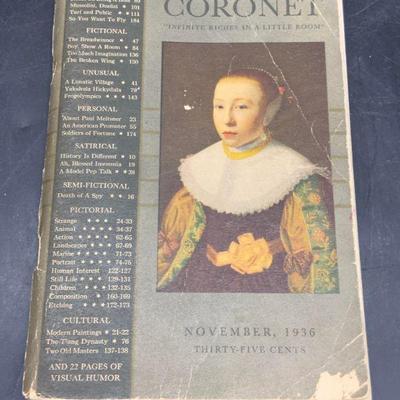 CORONET
"INFINITE RICHES IN A LITTLE ROOM"
Mussolini, Duelist • 101
Turf and Public ★ • 111
So You Want To Fly 184
FICTIONAL
The Breadwinner • 47
Boy! Show A Room • 84
Too Much Imagination 136
The Broken Wing • 150
UNUSUAL
A Lunatic Village • 41
Yakshola Hickydula 79
Frogolympics ★ ★ ★ 143
PERSONAL
About Paul Meltsner 23
An American Promoter 55
Soldiers of Fortune ★ 174
SATIRICAL
History Is Different ★ 10
Ah, Blessed Insomnia 19
A Model Pep Talk ★ ★ 38
SEMI-FICTIONAL
Death of A Spy ★ ★ 16
PICTORIAL
Strange ★ ★ ★ 24-33
Animal ★ ★ ★ 34-37
Action ★ ★ ★ 62-65
Landscapes ★ ★ 67-69
Marine ★ ★ ★ 71-73
Portrait ★ ★ ★ 74-75
Human Interest 122-127
Still Life ★ ★ 129-131
Children ★ ★ 132-135
Composition ★ 160-169
Etching ★ ★ ★ 172-173
CULTURAL
Modern Paintings ★ 21-22
The T'ang Dynasty ★ 76
Two Old Masters 137-138
AND 22 PAGES OF
VISUAL HUMOR
NOVEMBER, 1936
THIRTY-FIVE CENTS